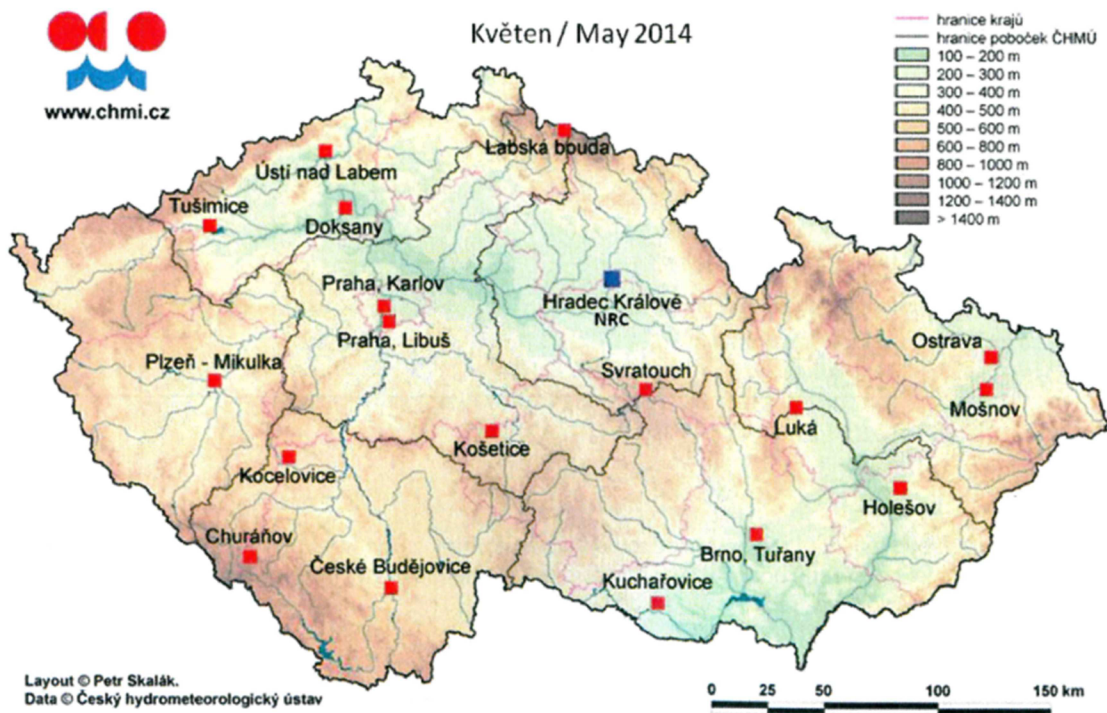 www.chmi.cz
Květen / May 2014
hranice krajů
hranice poboček ČHMÚ
100 – 200 m
200 – 300 m
300 – 400 m
400 – 500 m
500 – 600 m
600 – 800 m
800 – 1000 m
1000 – 1200 m
1200 – 1400 m
> 1400 m
Labská bouda
Ústí nad Labem
Tušimice
Doksany
Praha, Karlov
Praha, Libuš
Hradec Králové
NRC
Ostrava
Mošnov
Plzeň - Mikulka
Svratouch
Luká
Košetice
Kocelovice
Holešov
Churáňov
České Budějovice
Brno, Tuřany
Kuchařovice
Layout © Petr Skalák.
Data © Český hydrometeorologický ústav
0 25 50 100 150 km